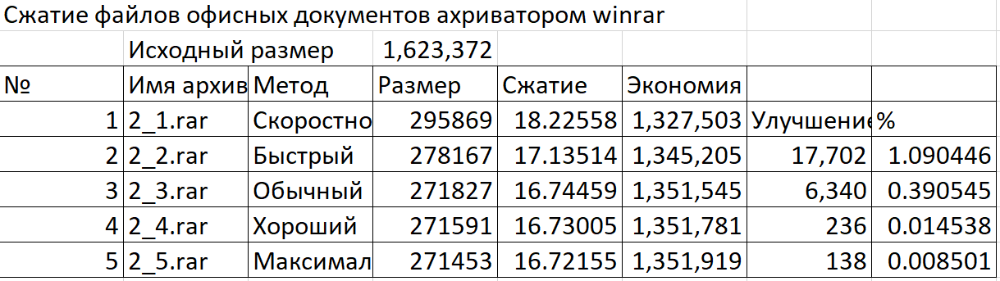 Сжатие файлов офисных документов ахриватором winrar
Исходный размер 1,623,372
№ Имя архив Метод Размер Сжатие Экономия
1 2_1.rar Скоростно 295869 18.22558 1,327,503 Улучшение %
2 2_2.rar Быстрый 278167 17.13514 1,345,205 17,702 1.090446
3 2_3.rar Обычный 271827 16.74459 1,351,545 6,340 0.390545
4 2_4.rar Хороший 271591 16.73005 1,351,781 236 0.014538
5 2_5.rar Максимал 271453 16.72155 1,351,919 138 0.008501